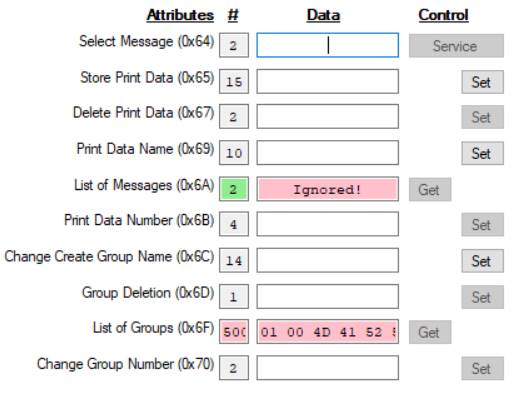 Attributes # Data Control
Select Message (0x64) 2 Service
Store Print Data (0x65) 15 Set
Delete Print Data (0x67) 2 Set
Print Data Name (0x69) 10 Set
List of Messages (0x6A) 2 Ignored! Get
Print Data Number (0x6B) 4 Set
Change Create Group Name (0x6C) 14 Set
Group Deletion (0x6D) 1 Set
List of Groups (0x6F) 500 01 00 4D 41 52 Get
Change Group Number (0x70) 2 Set